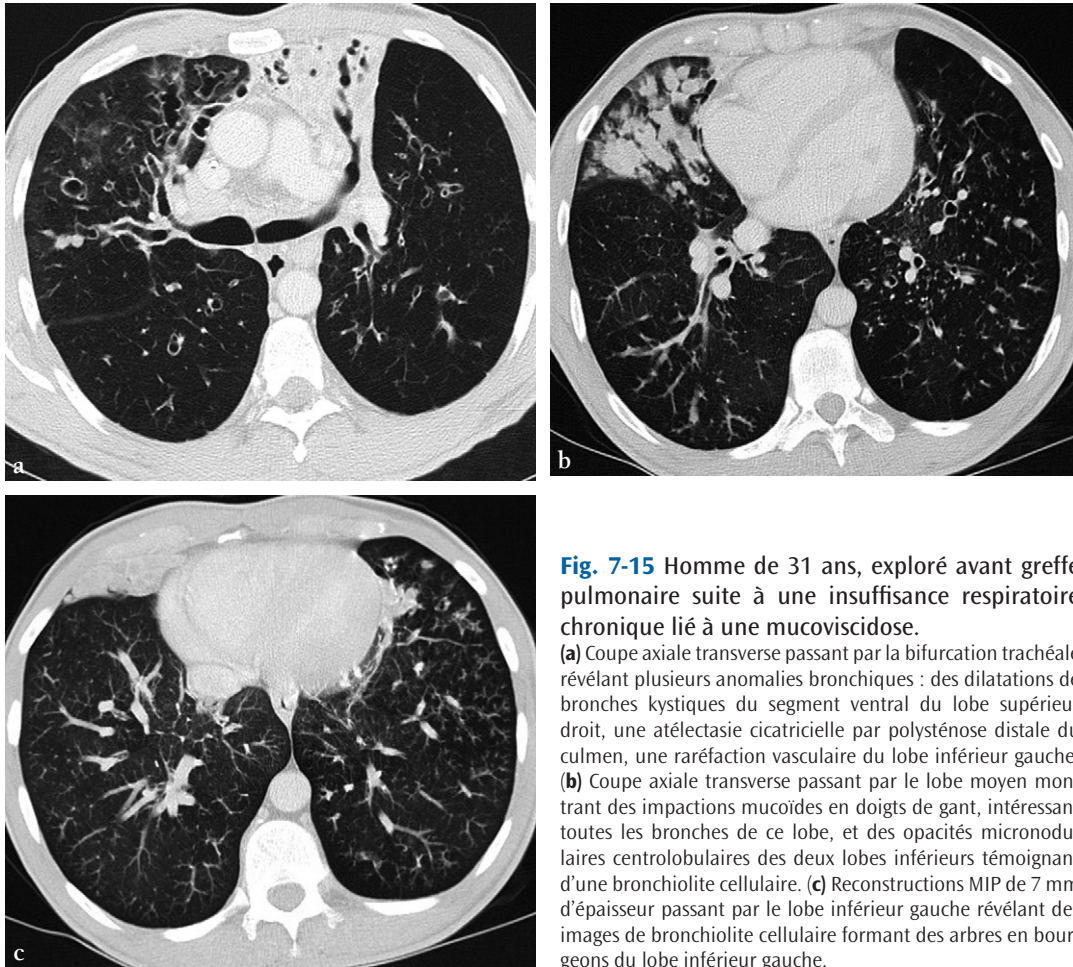 a
b
c
Fig. 7-15 Homme de 31 ans, exploré avant greffe
pulmonaire suite à une insuffisance respiratoire
chronique lié à une mucoviscidose.
(a) Coupe axiale transverse passant par la bifurcation trachéale
révélant plusieurs anomalies bronchiques : des dilatations de
bronches kystiques du segment ventral du lobe supérieu
droit, une atélectasie cicatricielle par polysténose distale du
culmen, une raréfaction vasculaire du lobe inférieur gauche
(b) Coupe axiale transverse passant par le lobe moyen mon
trant des impactions mucoïdes en doigts de gant, intéressan
toutes les bronches de ce lobe, et des opacités micronodu
laires centrolobulaires des deux lobes inférieurs témoignan
d'une bronchiolite cellulaire. (c) Reconstructions MIP de 7 mm
d'épaisseur passant par le lobe inférieur gauche révélant de
images de bronchiolite cellulaire formant des arbres en bour
geons du lobe inférieur gauche.